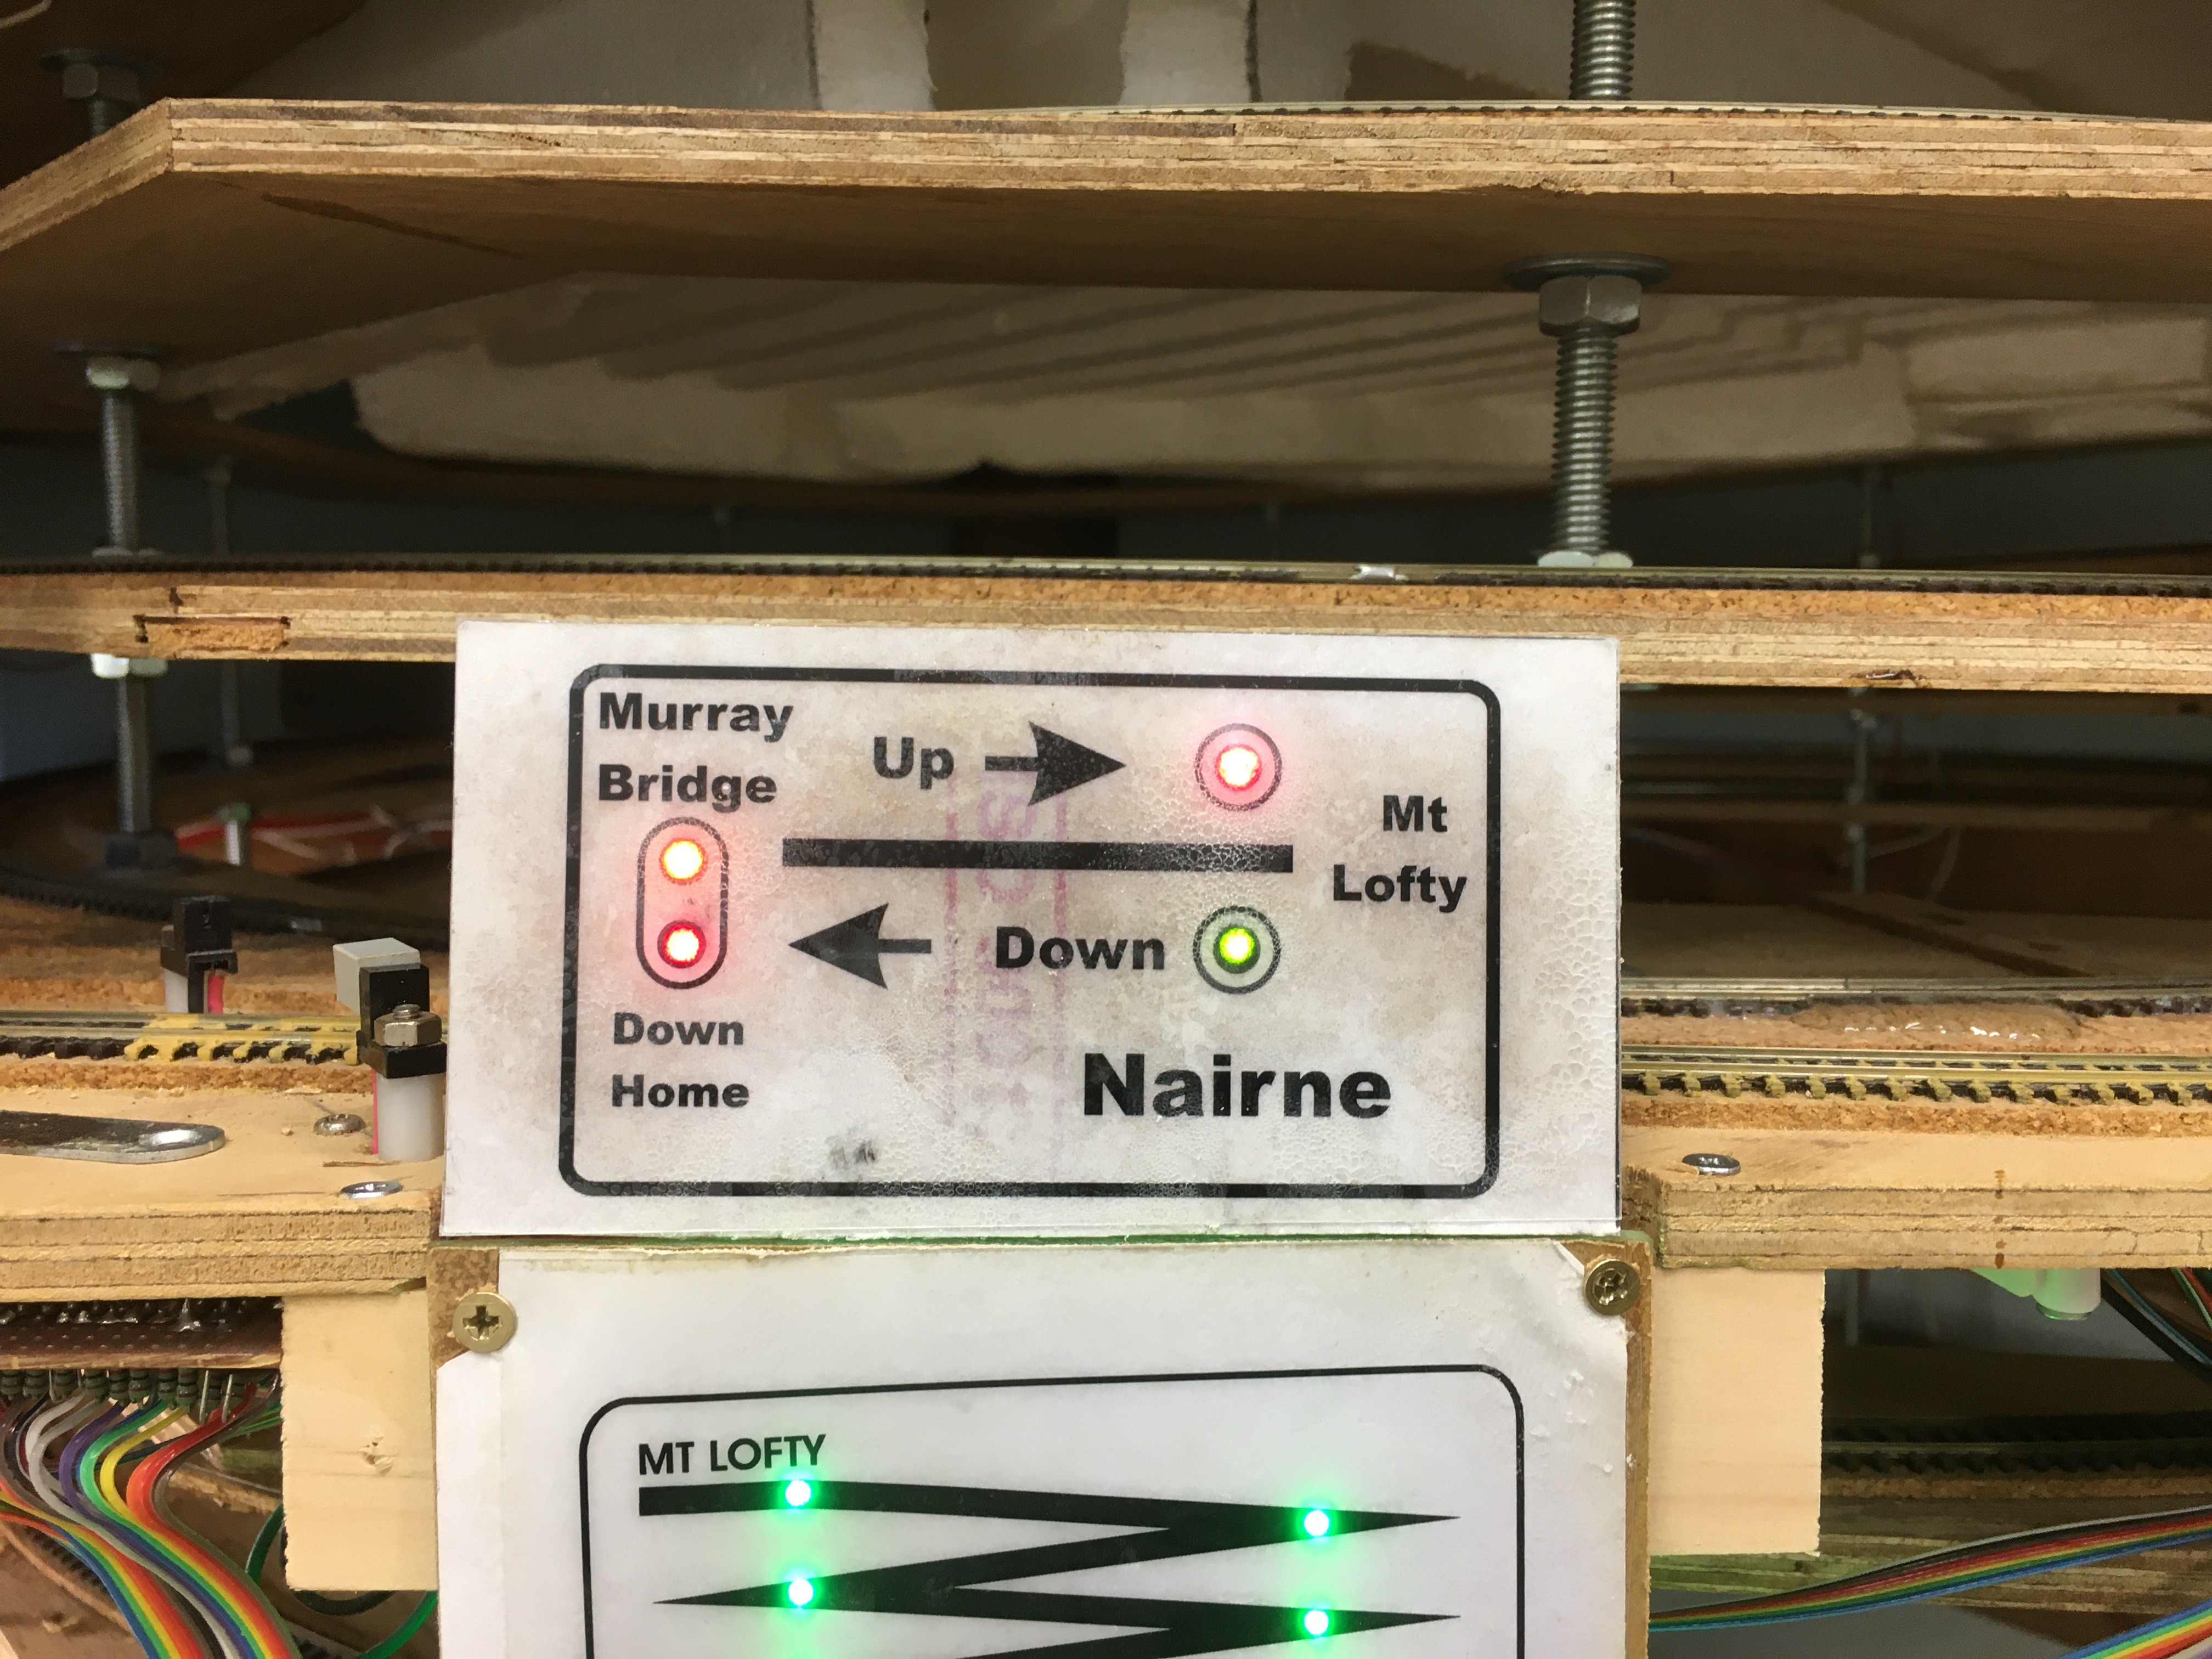 Murray
Bridge
Up
Mt
Lofty
Down
Down
Home
Nairne
MT LOFTY